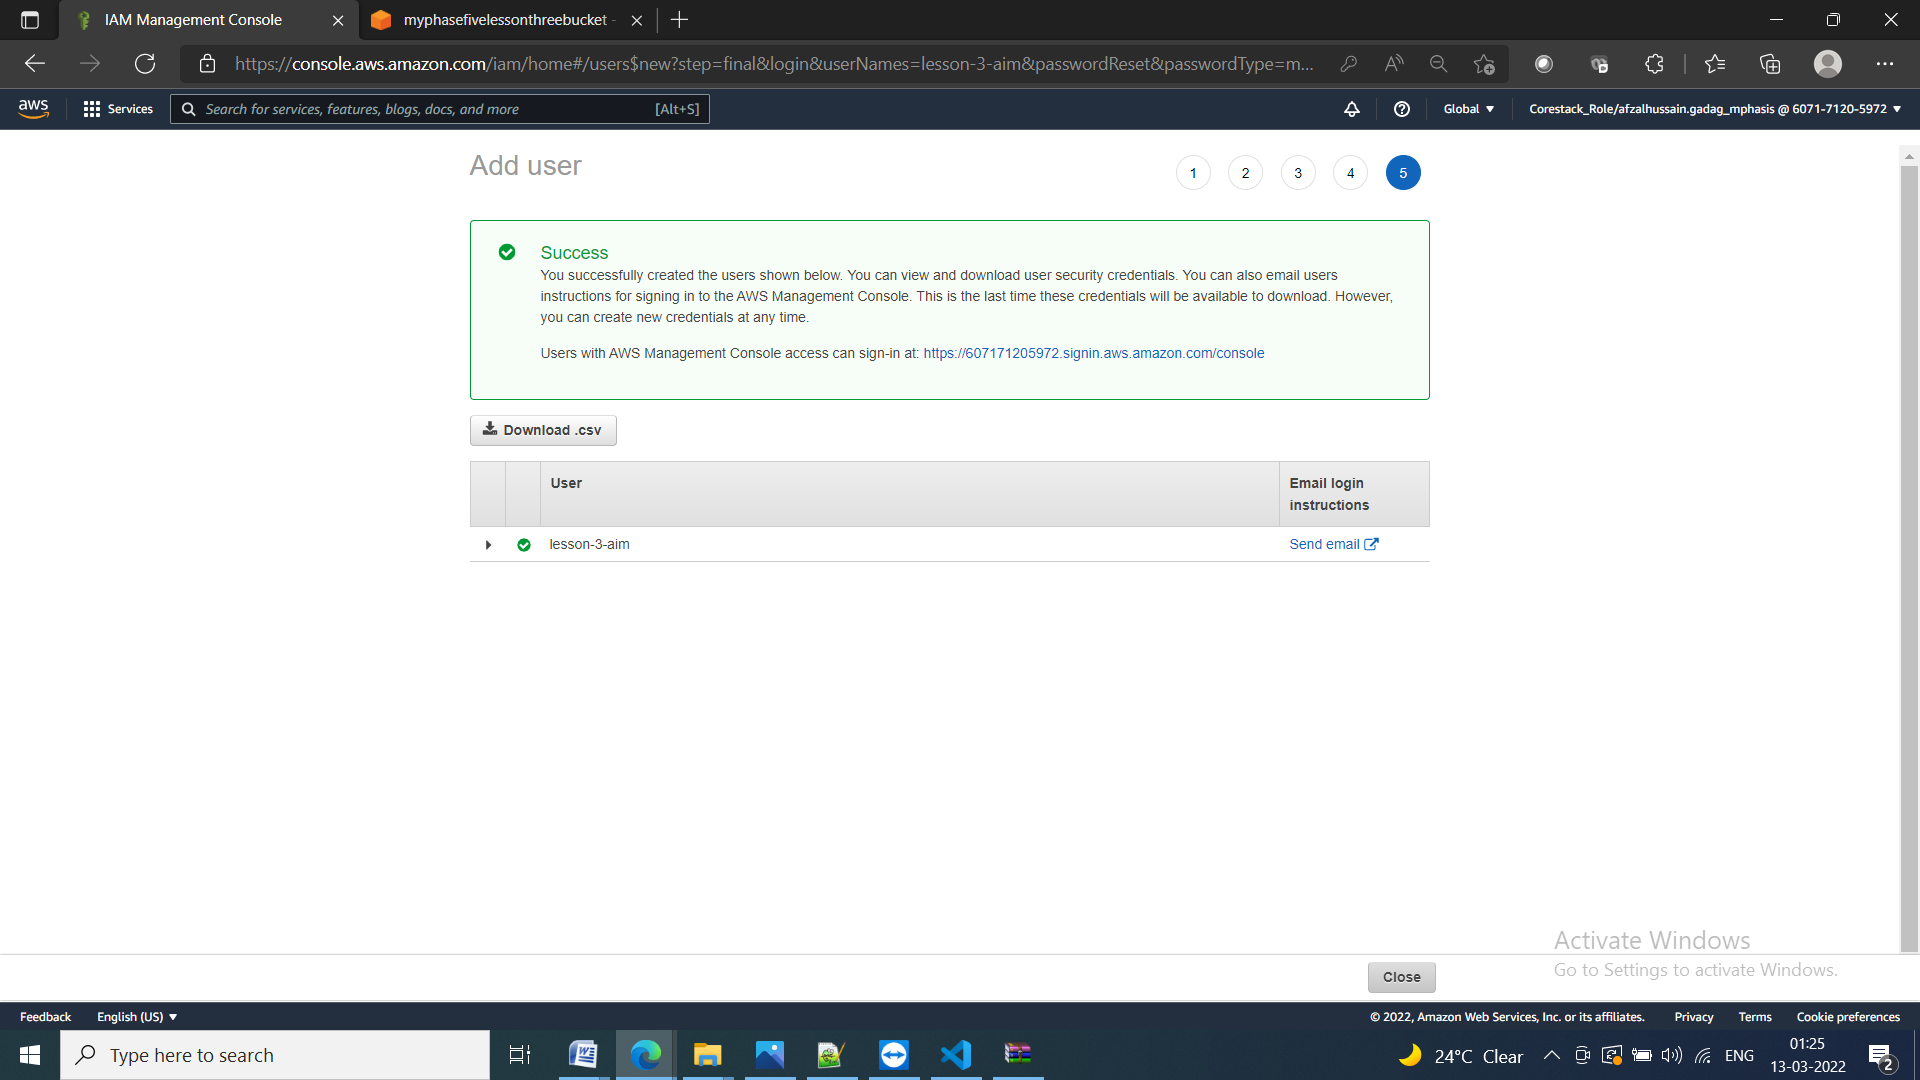 IAM Management Console
myphasefivelessonthreebucket -
https://console.aws.amazon.com/iam/home#/users$new?step=final&login&userNames=lesson-3-aim&passwordReset&passwordType=m...
aws
Services
Search for services, features, blogs, docs, and more
[Alt+S]
Global
Corestack_Role/afzalhussain.gadag_mphasis @ 6071-7120-5972
Add user
1 2 3 4 5
Success
You successfully created the users shown below. You can view and download user security credentials. You can also email users
instructions for signing in to the AWS Management Console. This is the last time these credentials will be available to download. However,
you can create new credentials at any time.
Users with AWS Management Console access can sign-in at: https://607171205972.signin.aws.amazon.com/console
Download .csv
User
Email login
instructions
lesson-3-aim
Send email
Activate Windows
Go to Settings to activate Windows.
Close
Feedback
English (US)
© 2022, Amazon Web Services, Inc. or its affiliates.
Privacy
Terms
Cookie preferences
Type here to search
24°C Clear
ENG
01:25
13-03-2022
2